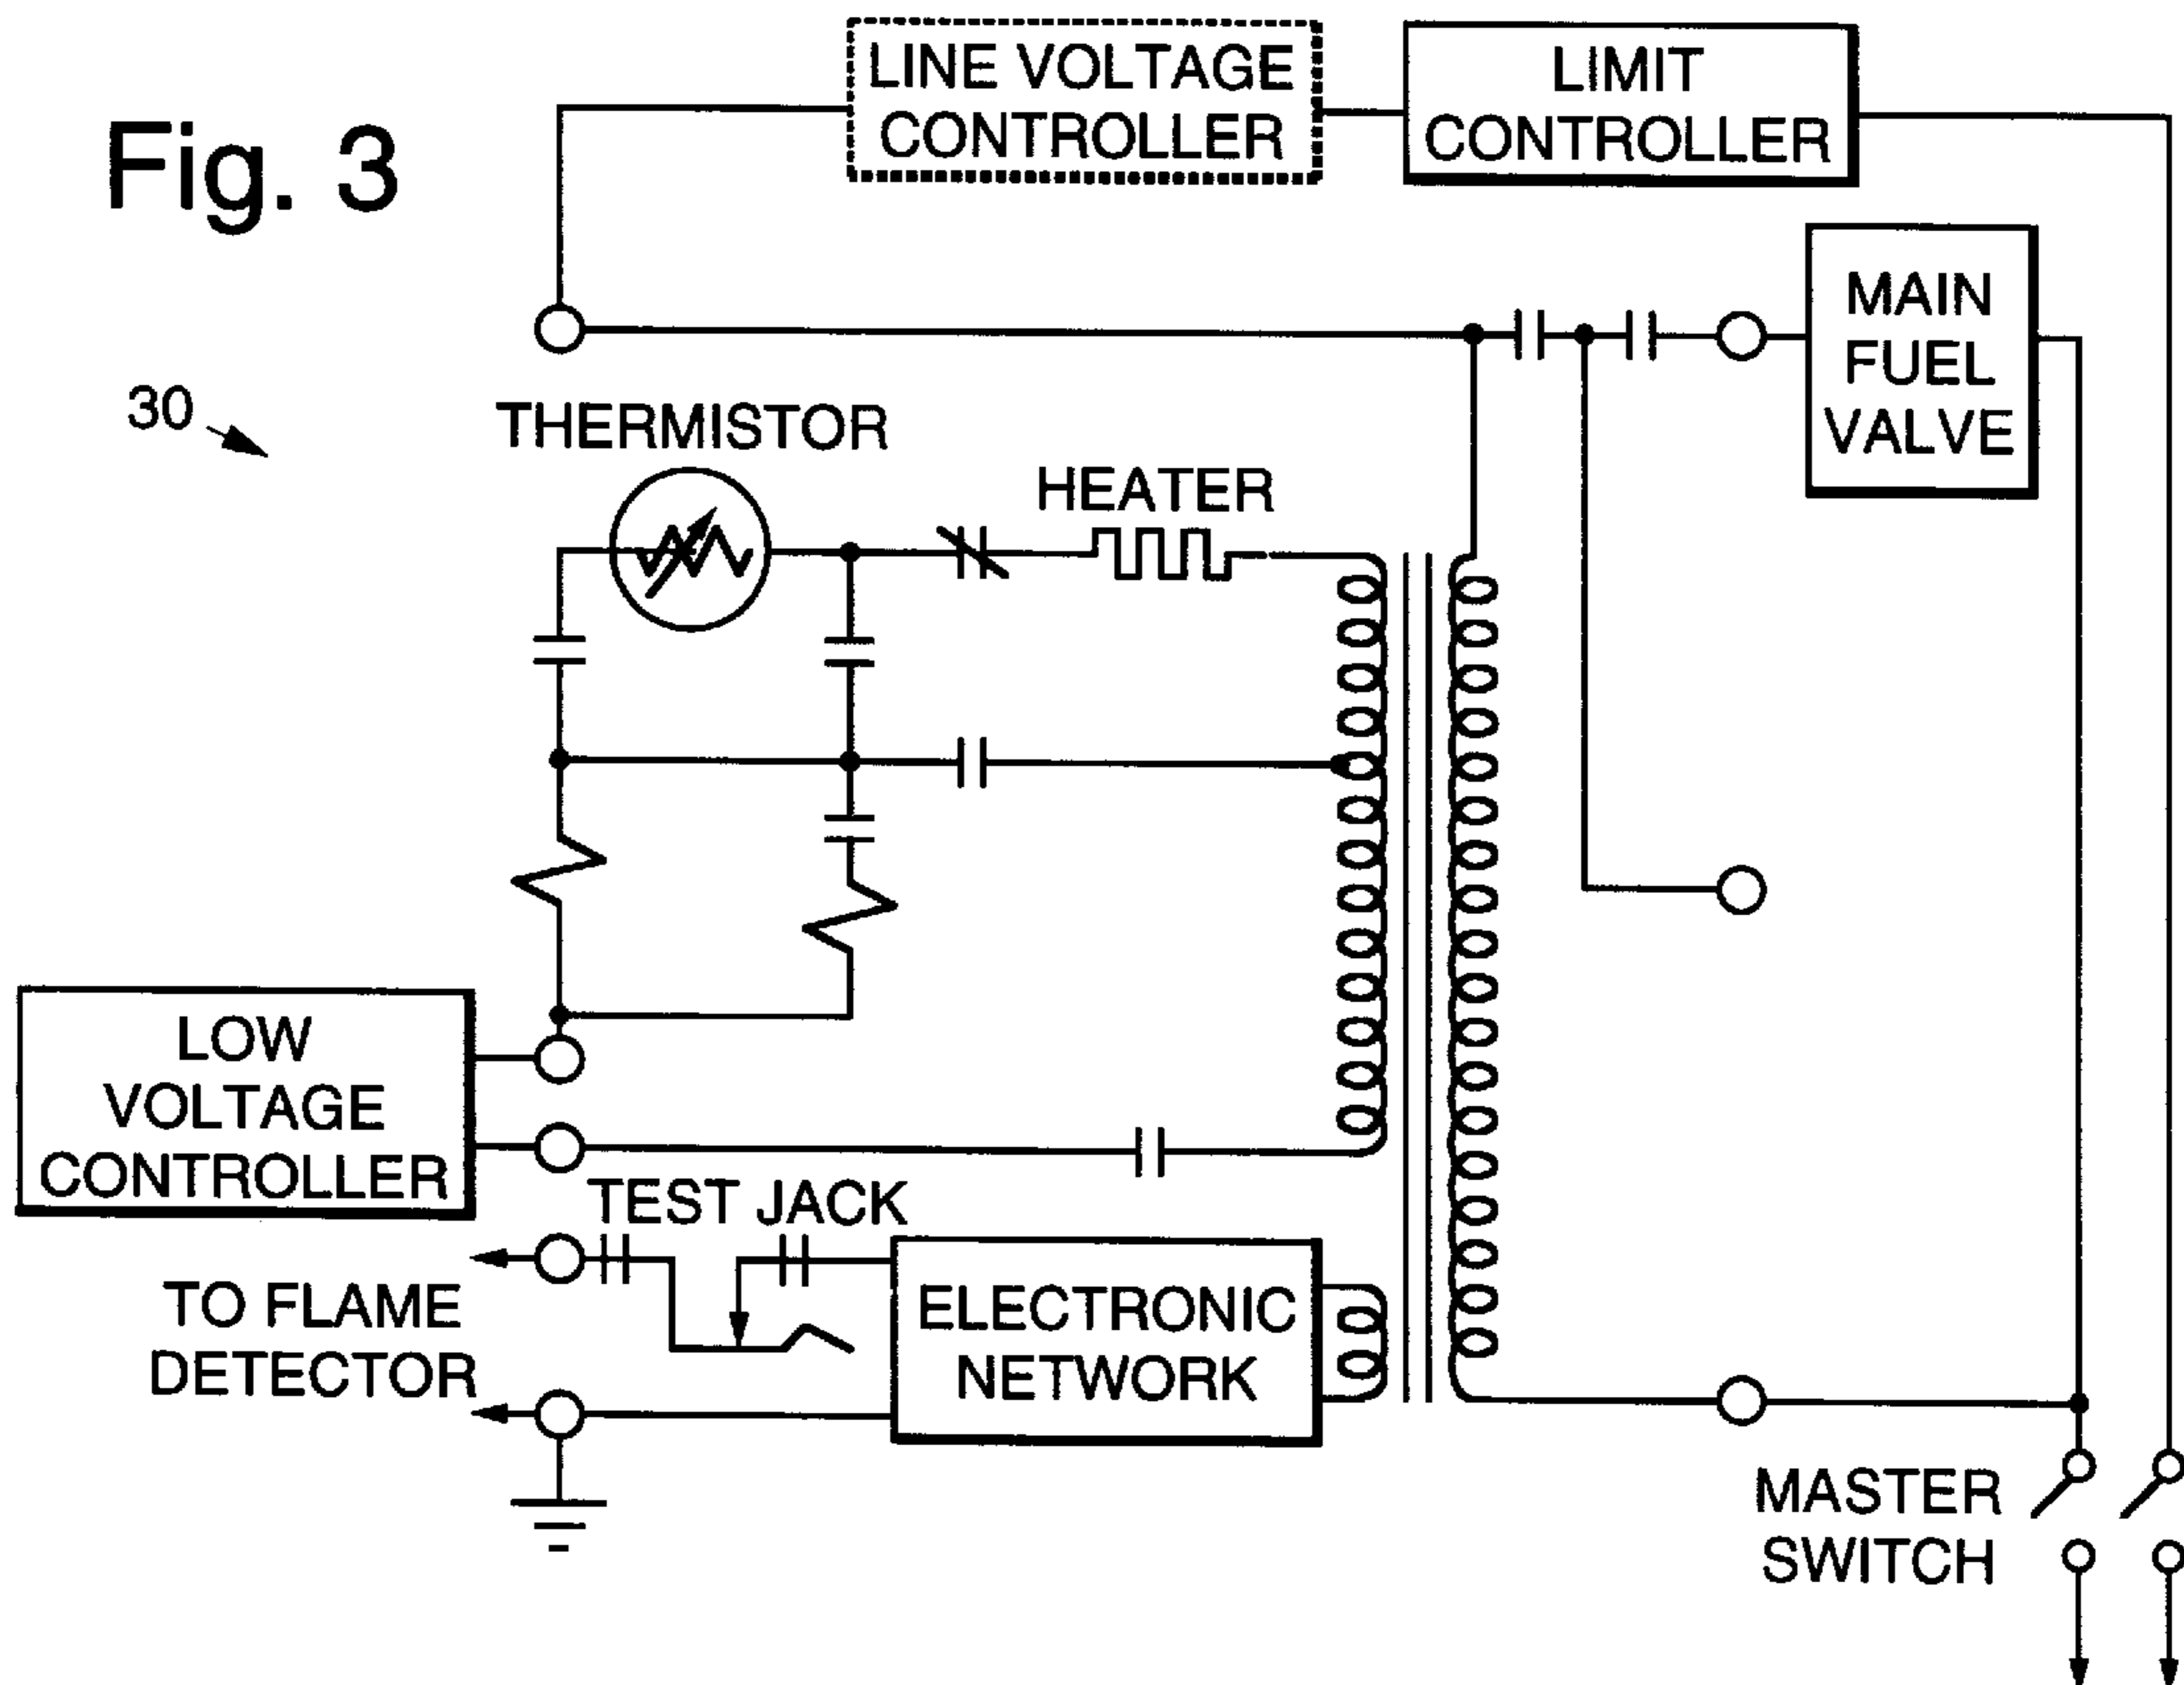 Fig. 3
LINE VOLTAGE
CONTROLLER
LIMIT
CONTROLLER
MAIN
FUEL
VALVE
30
THERMISTOR
HEATER
LOW
VOLTAGE
CONTROLLER
TEST JACK
TO FLAME
DETECTOR
ELECTRONIC
NETWORK
MASTER
SWITCH